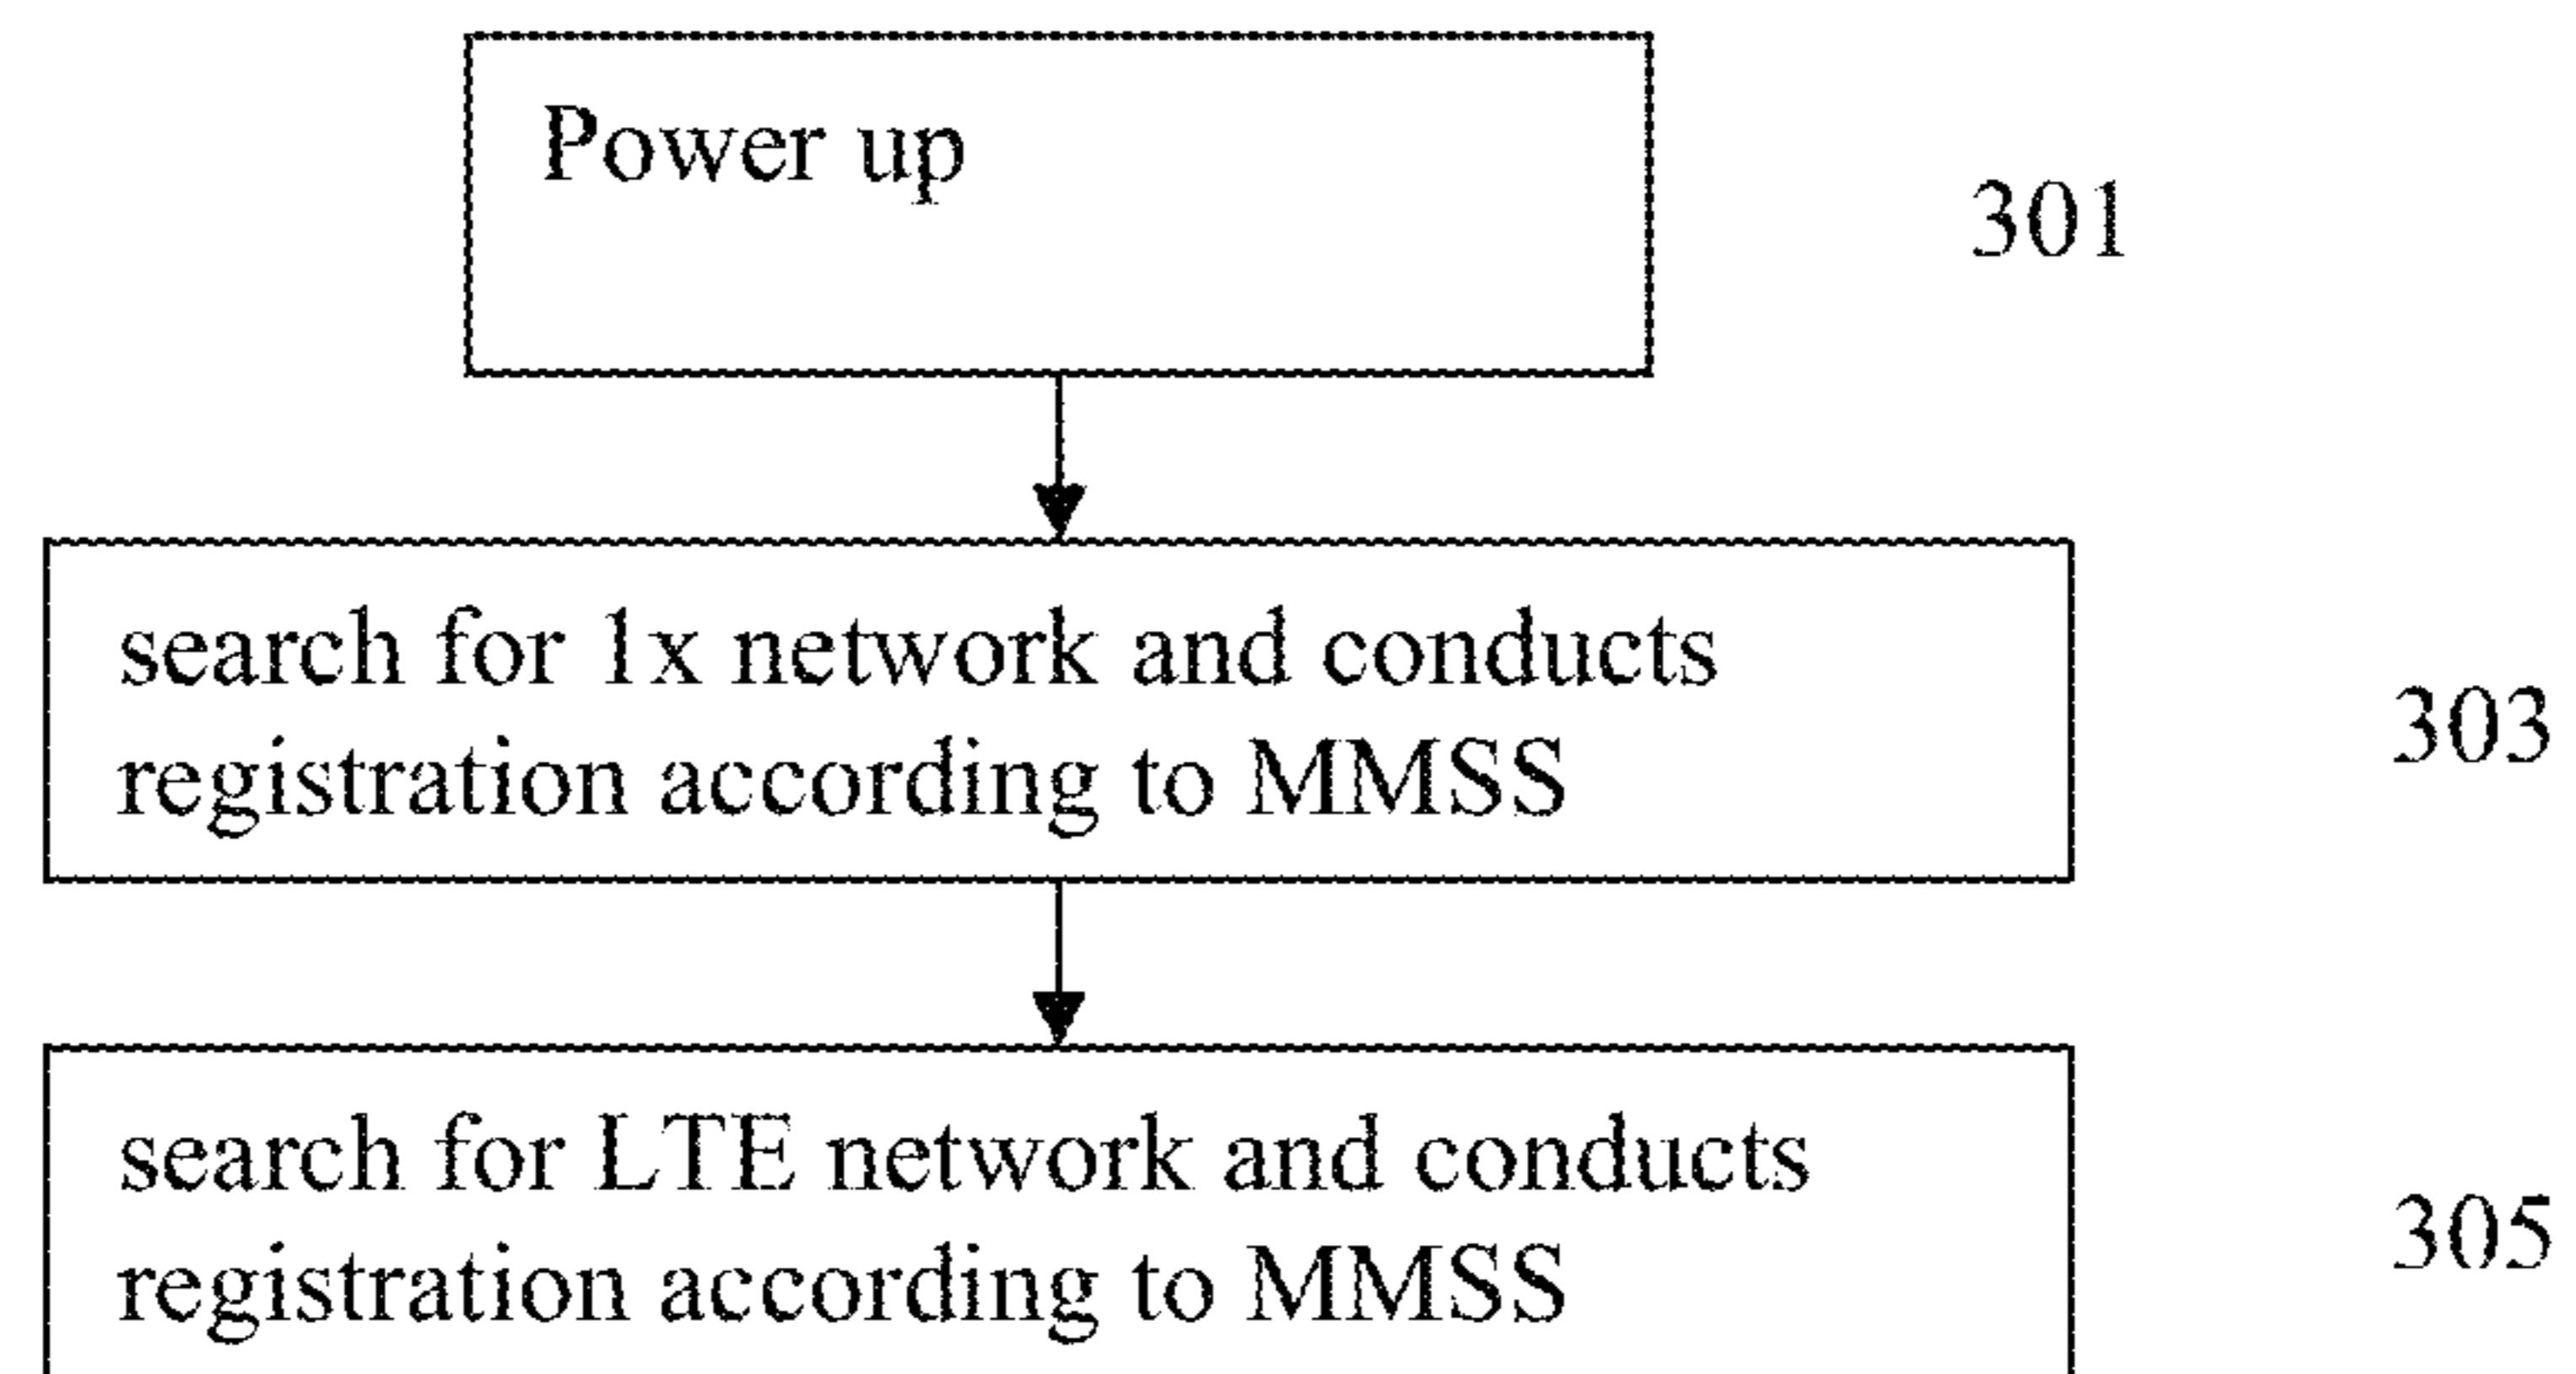 Power up
301
search for 1x network and conducts
registration according to MMSS
303
search for LTE network and conducts
registration according to MMSS
305